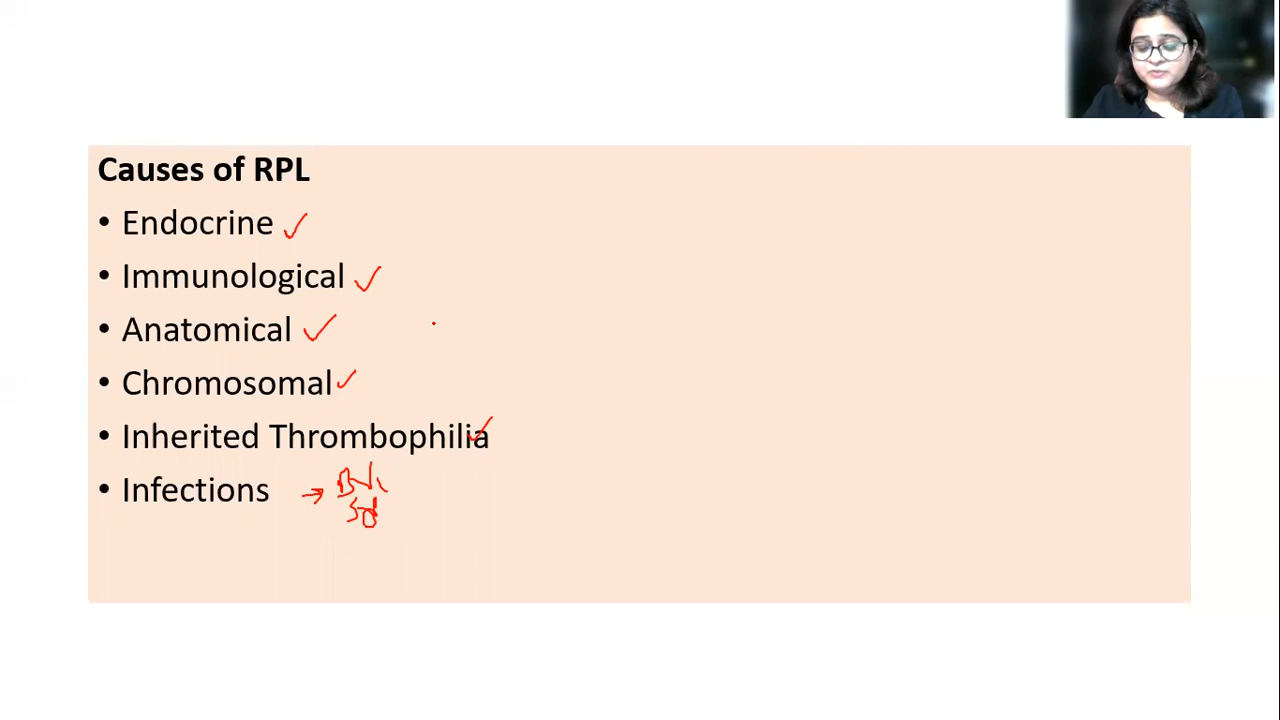 Causes of RPL
• Endocrine
• Immunological
• Anatomical
• Chromosomal
• Inherited Thrombophilia
• Infections →